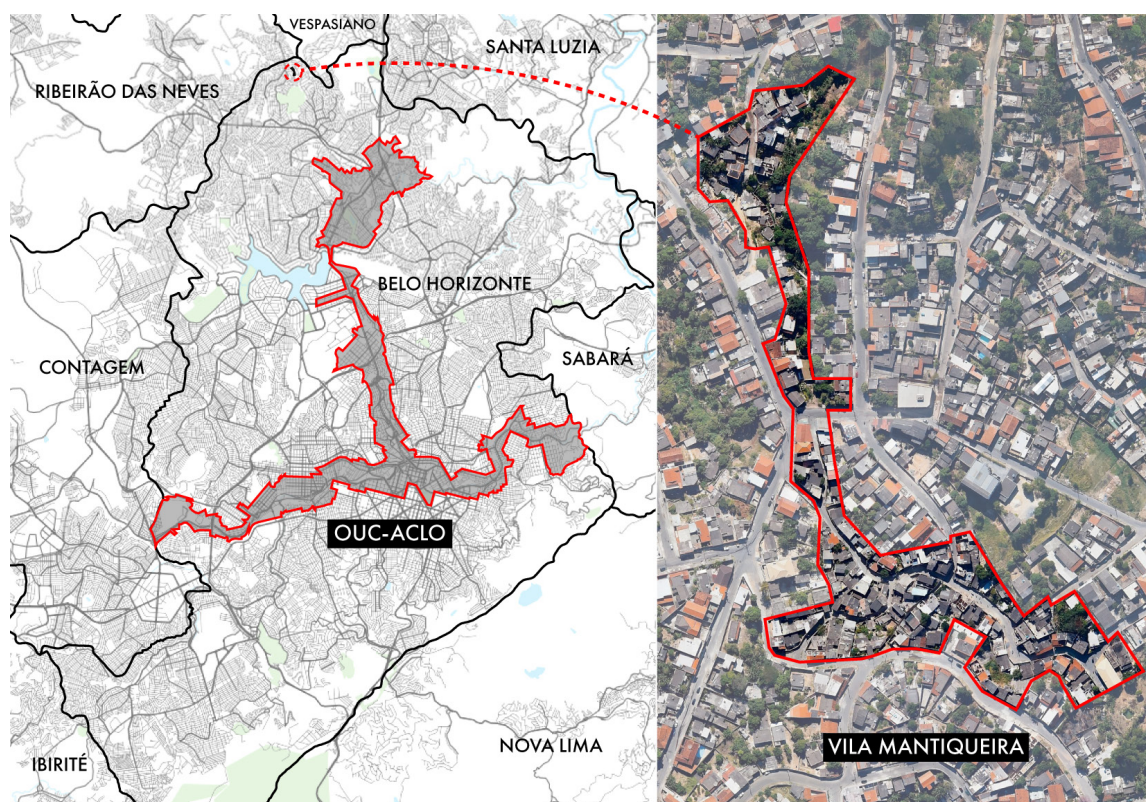 VESPASIANO
SANTA LUZIA
RIBEIRÃO DAS NEVES
BELO HORIZONTE
SABARÁ
CONTAGEM
OUC-ACLO
NOVA LIMA
IBIRITÉ
VILA MANTIQUEIRA